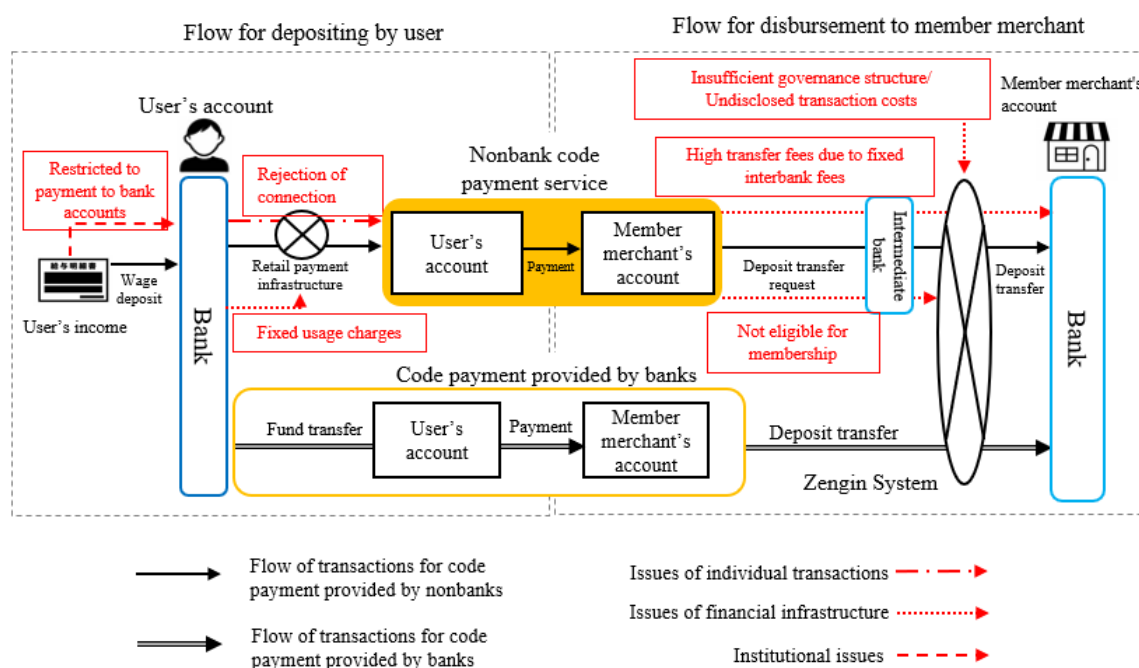 Flow for depositing by user
Flow for disbursement to member merchant
Insufficient governance structure/
Undisclosed transaction costs
Member merchant's
account
User's account
Restricted to
payment to bank
accounts
Rejection of
connection
Nonbank code
payment service
High transfer fees due to fixed
interbank fees
給与明細書
Wage
deposit
User's income
Bank
Retail payment
infrastructure
Fixed usage charges
User's
account
Payment
Member
merchant's
account
Deposit transfer
request
Intermediate
bank
Deposit
transfer
Bank
Not eligible for
membership
Code payment provided by banks
Fund transfer
User's
account
Payment
Member
merchant's
account
Deposit transfer
Zengin System
Flow of transactions for code
payment provided by nonbanks
Flow of transactions for code
payment provided by banks
Issues of individual transactions
Issues of financial infrastructure
Institutional issues